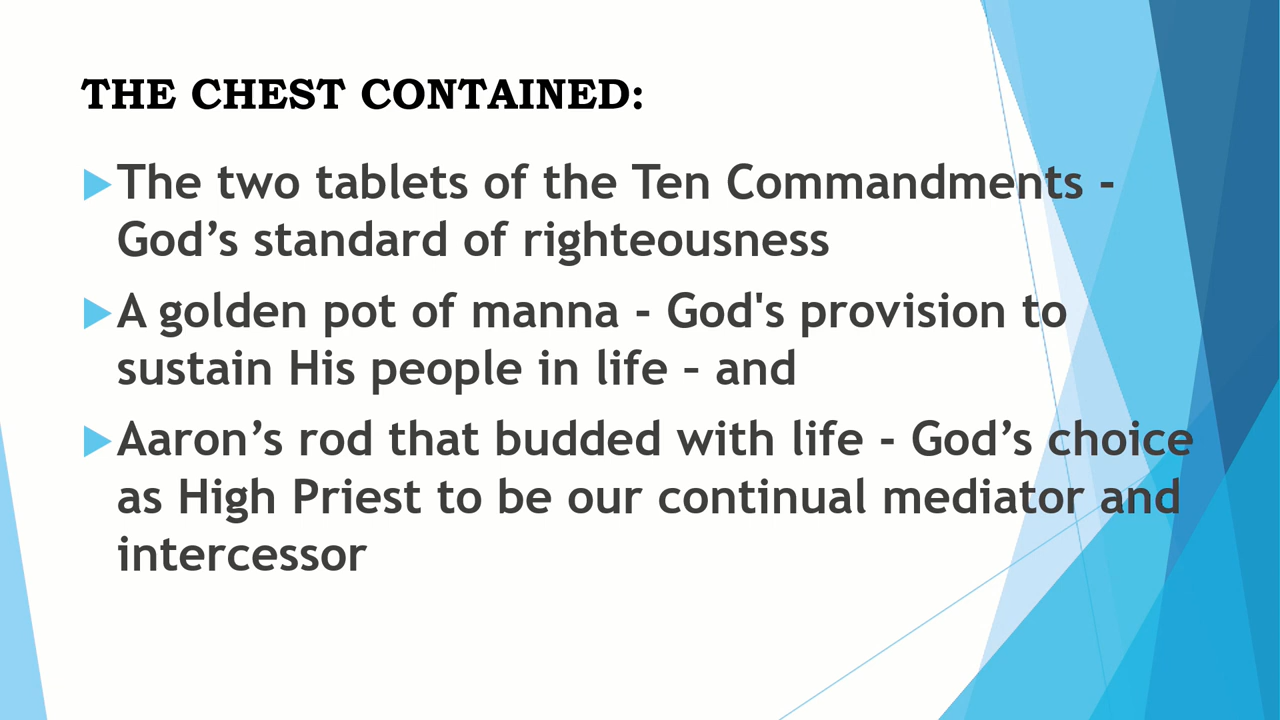 THE CHEST CONTAINED:
The two tablets of the Ten Commandments -
God’s standard of righteousness
A golden pot of manna - God's provision to
sustain His people in life – and
Aaron’s rod that budded with life - God’s choice
as High Priest to be our continual mediator and
intercessor